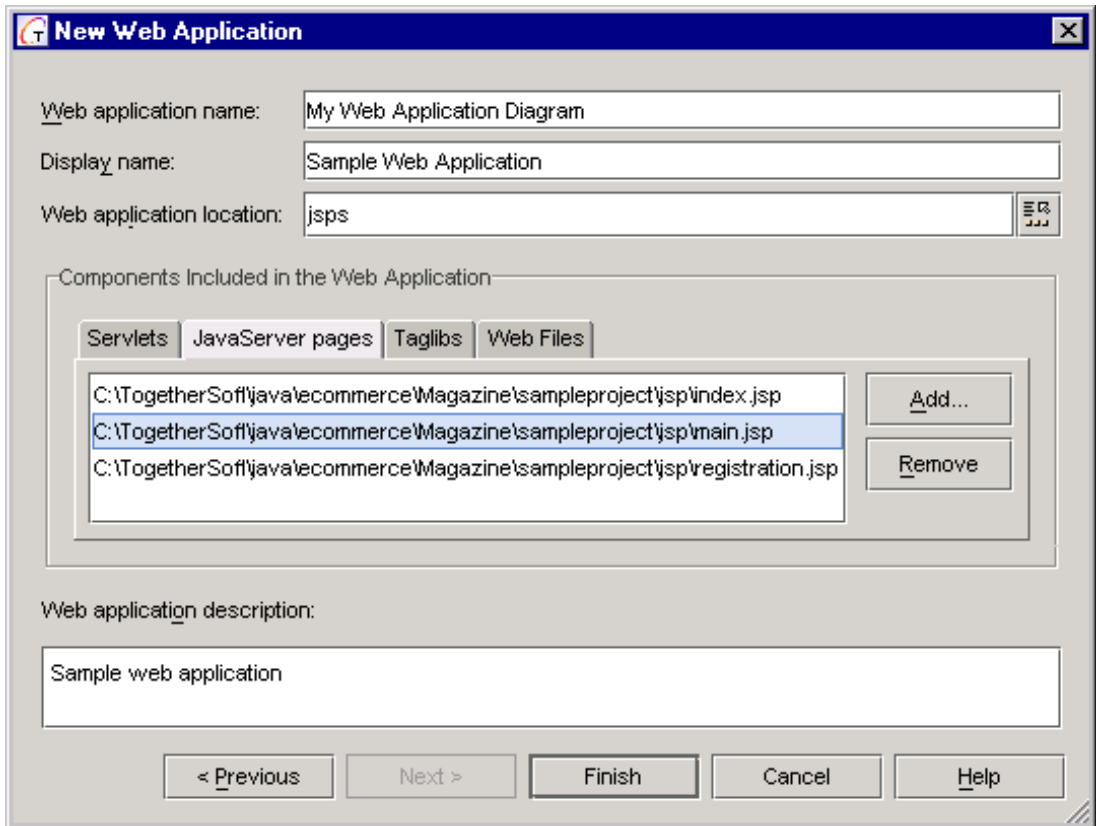 New Web Application
Web application name: My Web Application Diagram
Display name: Sample Web Application
Web application location: jsps
Components Included in the Web Application
Servlets JavaServer pages Taglibs Web Files
C:\TogetherSoft\java\ecommerce\Magazine\sampleproject\jsp\index.jsp
Add...
C:\TogetherSoft\java\ecommerce\Magazine\sampleproject\jsp\main.jsp
C:\TogetherSoft\java\ecommerce\Magazine\sampleproject\jsp\registration.jsp
Remove
Web application description:
Sample web application
< Previous Next > Finish Cancel Help